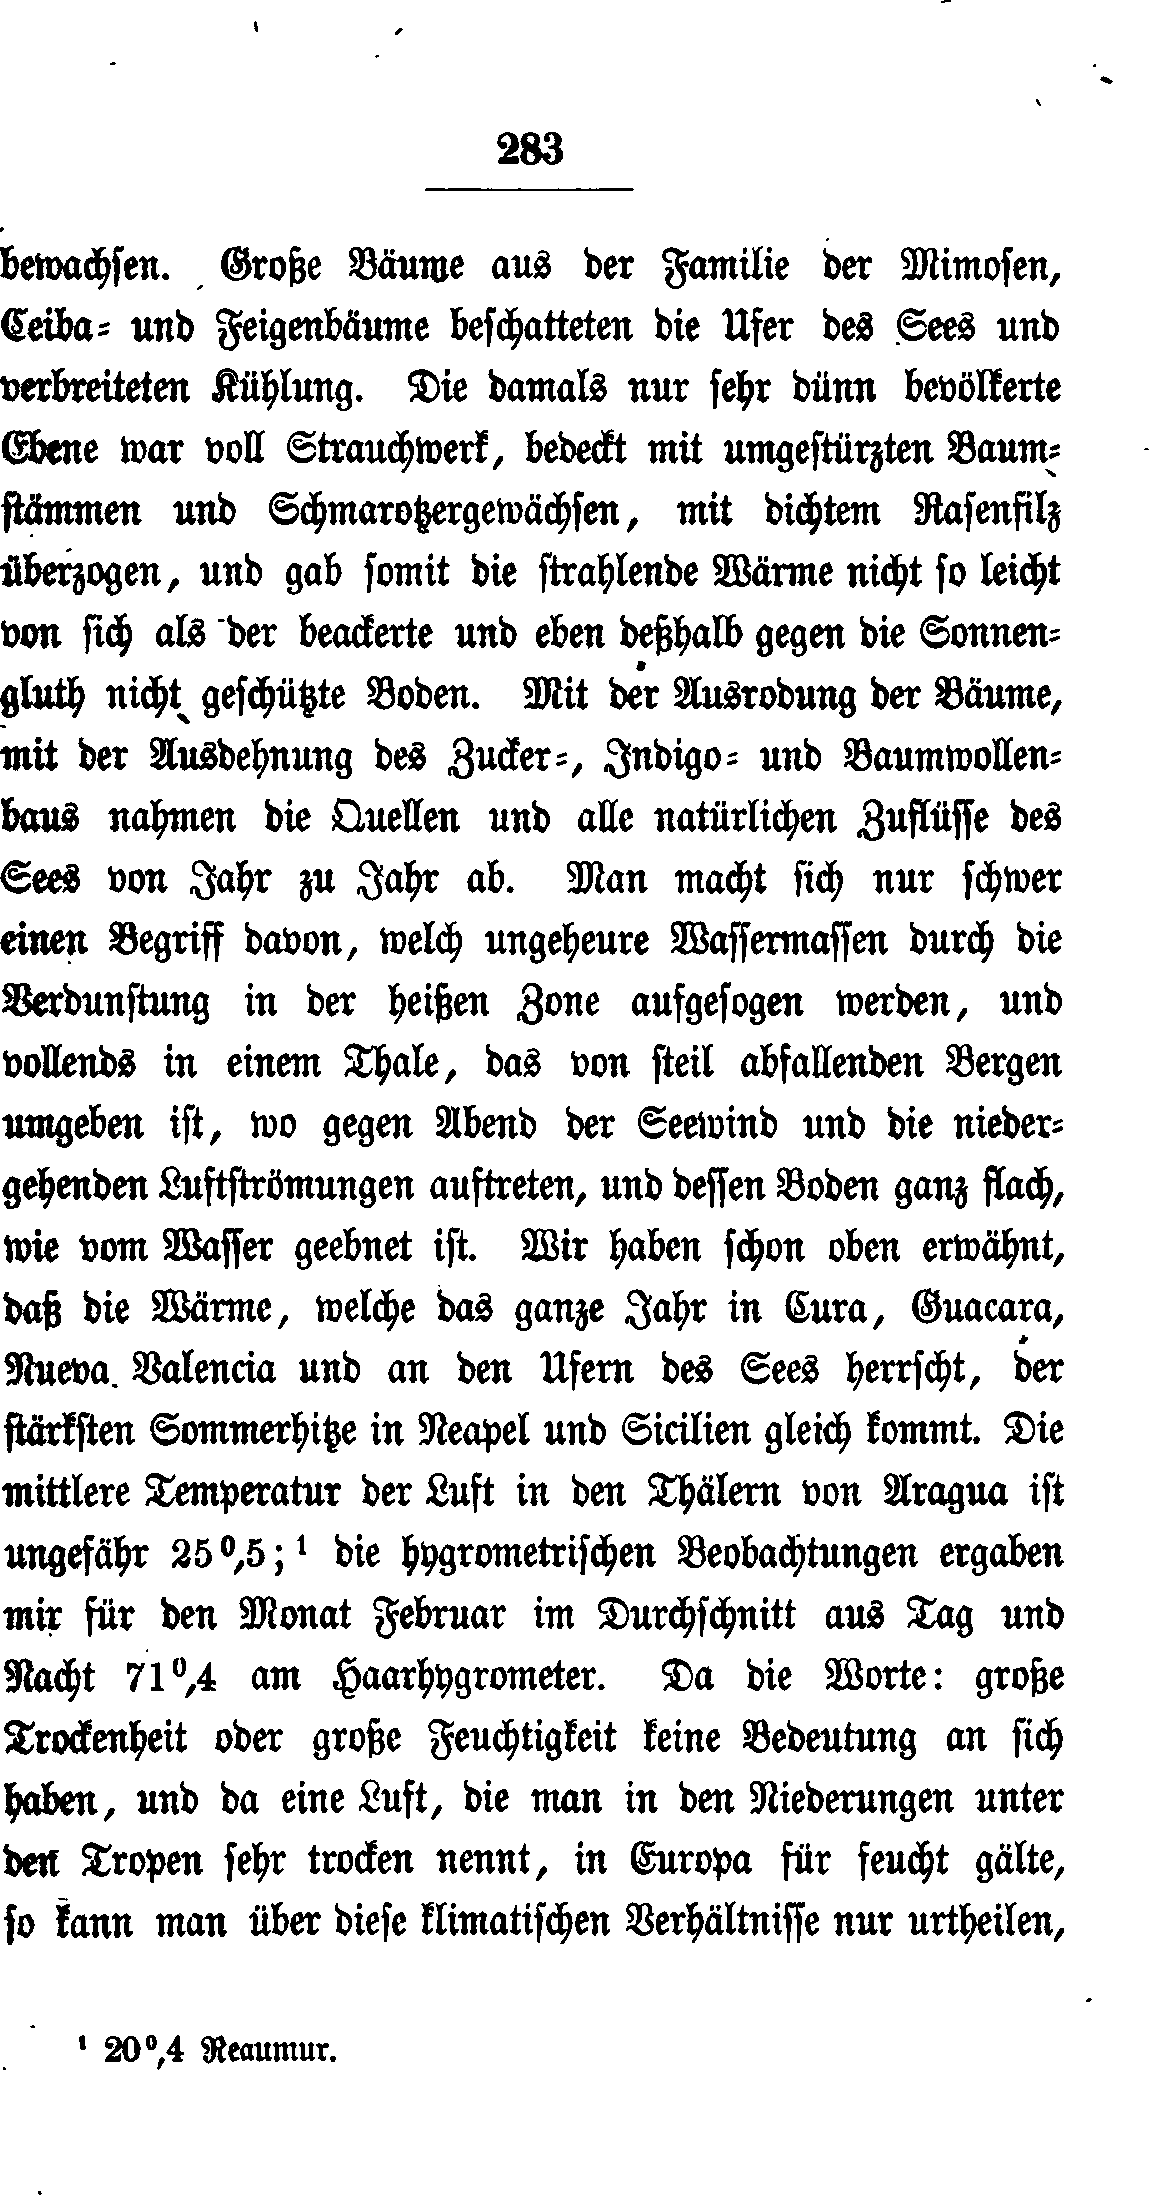 283
bewachsen. Große Bäume aus der Familie der Mimosen,
Ceiba- und Feigenbäume beschatteten die Ufer des Sees und
verbreiteten Kühlung. Die damals nur sehr dünn bevölkerte
Ebene war voll Strauchwerk, bedeckt mit umgestürzten Baum-
stämmen und Schmarotzergewächsen, mit dichtem Rasenfilz
überzogen, und gab somit die strahlende Wärme nicht so leicht
von sich als der beackerte und eben deßhalb gegen die Sonnen-
gluth nicht geschützte Boden. Mit der Ausrodung der Bäume,
mit der Ausdehnung des Zucker-, Indigo- und Baumwollen-
baus nahmen die Quellen und alle natürlichen Zuflüsse des
Sees von Jahr zu Jahr ab. Man macht sich nur schwer
einen Begriff davon, welch ungeheure Wassermassen durch die
Verdunstung in der heißen Zone aufgesogen werden, und
vollends in einem Thale, das von steil abfallenden Bergen
umgeben ist, wo gegen Abend der Seewind und die nieder-
gehenden Luftströmungen auftreten, und dessen Boden ganz flach,
wie vom Wasser geebnet ist. Wir haben schon oben erwähnt,
daß die Wärme, welche das ganze Jahr in Cura, Guacara,
Nueva Valencia und an den Ufern des Sees herrscht, der
stärksten Sommerhitze in Neapel und Sicilien gleich kommt. Die
mittlere Temperatur der Luft in den Thälern von Aragua ist
ungefähr 25⁰,5;¹ die hygrometrischen Beobachtungen ergaben
mir für den Monat Februar im Durchschnitt aus Tag und
Nacht 71⁰,4 am Haarhygrometer. Da die Worte: große
Trockenheit oder große Feuchtigkeit keine Bedeutung an sich
haben, und da eine Luft, die man in den Niederungen unter
den Tropen sehr trocken nennt, in Europa für feucht gälte,
so kann man über diese klimatischen Verhältnisse nur urtheilen,
¹ 20⁰,4 Reaumur.